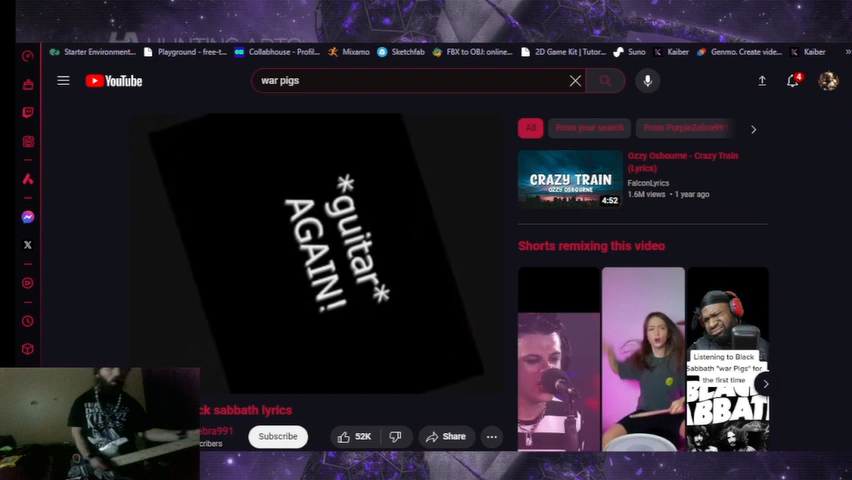 Starter Environment...
Playground - free-t...
Collabhouse - Profil...
Mixamo
Sketchfab
FBX to OBJ: online...
2D Game Kit | Tutor...
Suno
Kaiber
Genmo. Create vide...
Kaiber
YouTube
war pigs
4
All
From your search
From PurpleZebra991
*guitar*
AGAIN!
CRAZY TRAIN
OZZY OSBOURNE
4:52
Ozzy Osbourne - Crazy Train
(Lyrics)
FalconLyrics
1.6M views • 1 year ago
Shorts remixing this video
Listening to Black
Sabbath "war Pigs" for
the first time
BLACK
SABBATH
ck sabbath lyrics
ebra991
cribers
Subscribe
52K
Share